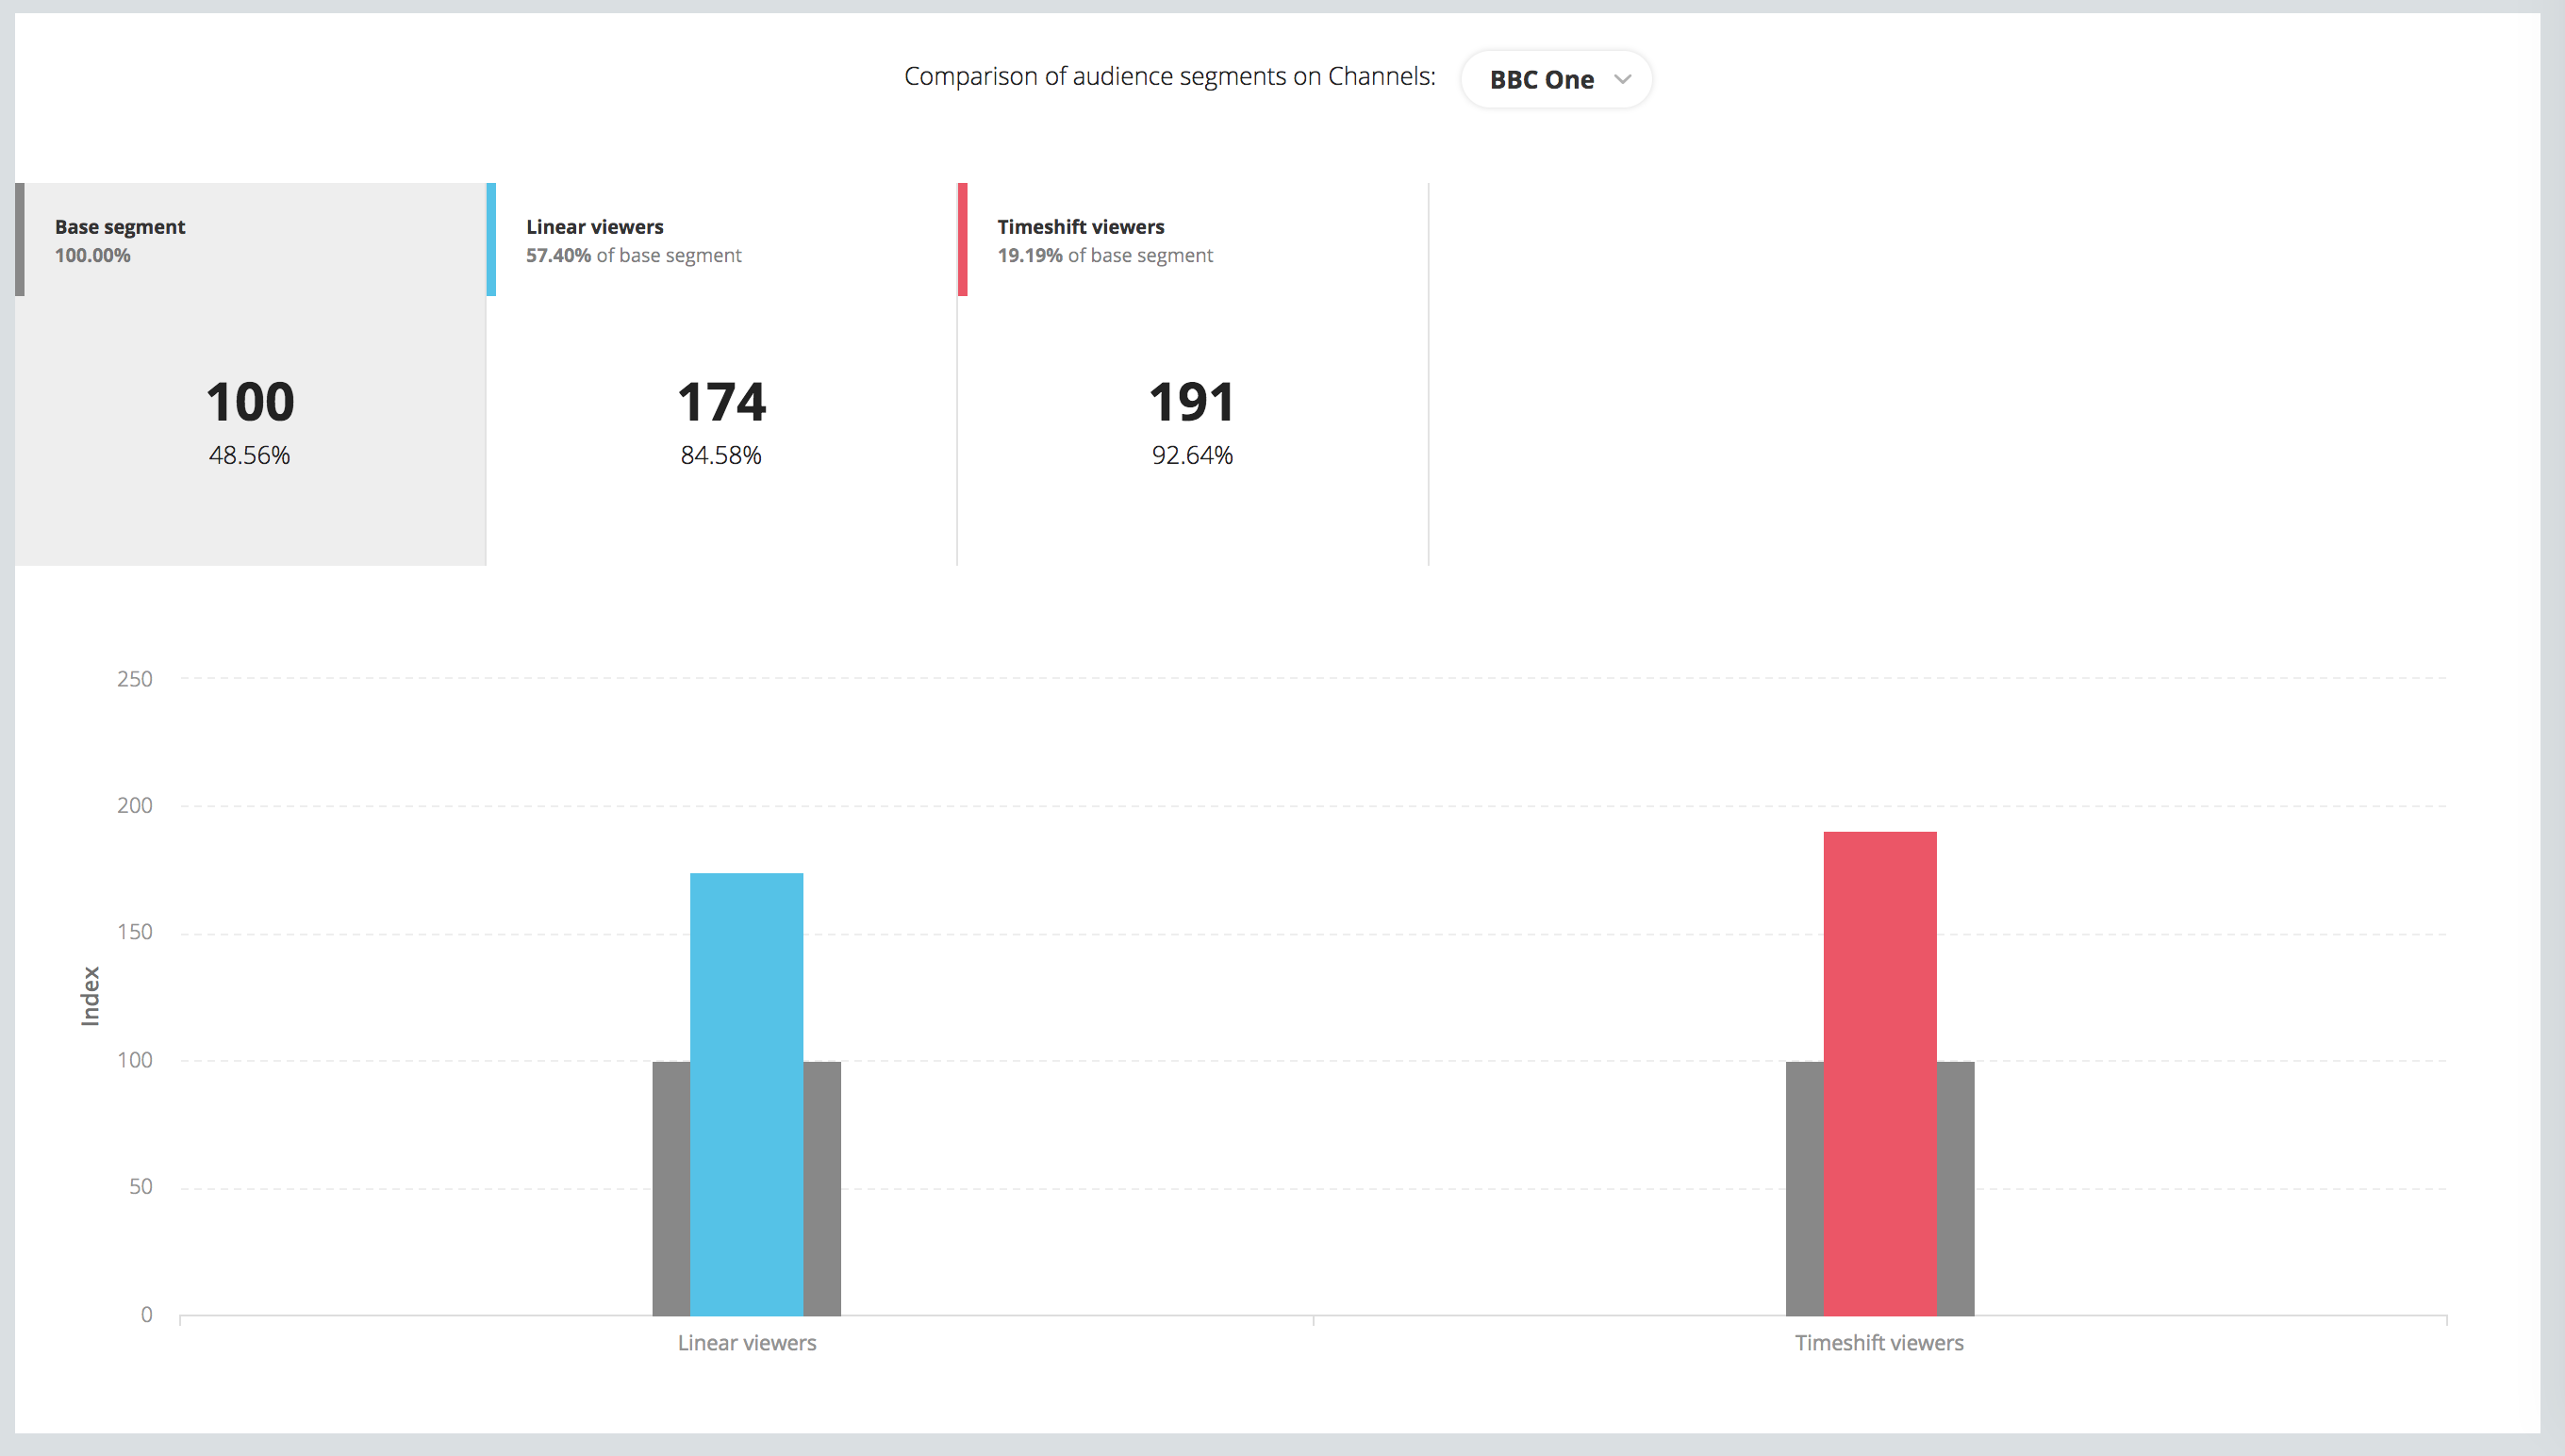 Comparison of audience segments on Channels: BBC One
Base segment
100.00%
100
48.56%
Linear viewers
57.40% of base segment
174
84.58%
Timeshift viewers
19.19% of base segment
191
92.64%
Index
250
200
150
100
50
0
Linear viewers
Timeshift viewers